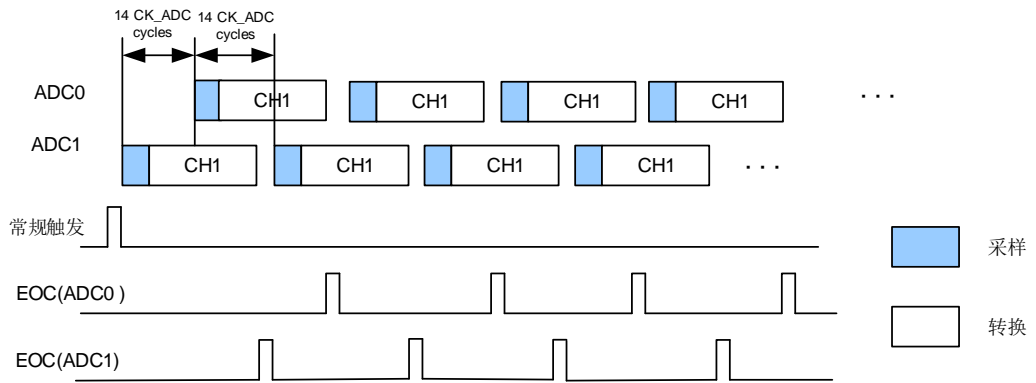 14 CK_ADC cycles
14 CK_ADC cycles
ADC0
CH1
CH1
CH1
CH1
· · ·
ADC1
CH1
CH1
CH1
CH1
· · ·
常规触发
采样
EOC(ADC0 )
转换
EOC(ADC1)